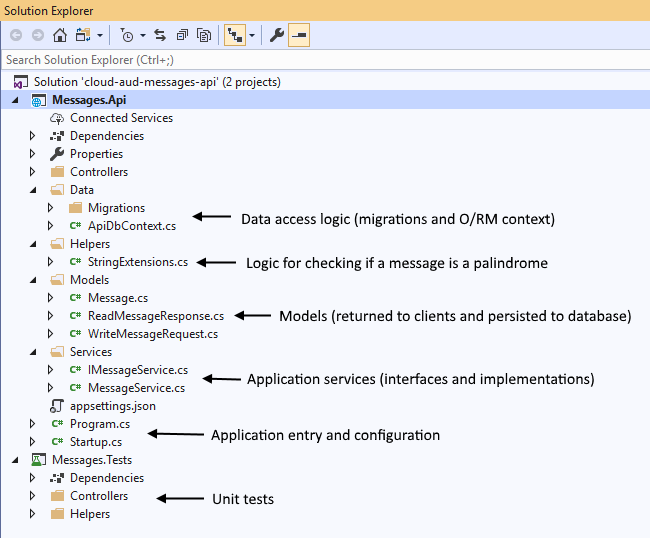 Solution Explorer
Search Solution Explorer (Ctrl+;)
Solution 'cloud-aud-messages-api' (2 projects)
Messages.Api
Connected Services
Dependencies
Properties
Controllers
Data
Migrations
ApiDbContext.cs
Data access logic (migrations and O/RM context)
Helpers
C# StringExtensions.cs
Logic for checking if a message is a palindrome
Models
C# Message.cs
C# ReadMessageResponse.cs
Models (returned to clients and persisted to database)
C# WriteMessageRequest.cs
Services
C# IMessageService.cs
C# MessageService.cs
Application services (interfaces and implementations)
appsettings.json
C# Program.cs
Application entry and configuration
C# Startup.cs
Messages.Tests
Dependencies
Controllers
Unit tests
Helpers